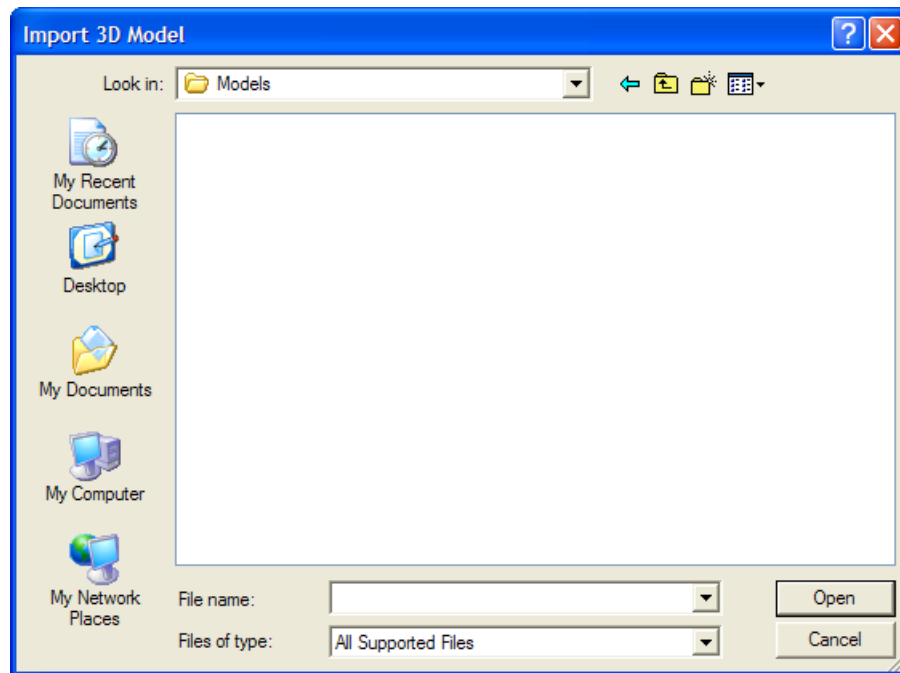 Import 3D Model
Look in:
Models
My Recent
Documents
Desktop
My Documents
My Computer
My Network
Places
File name:
Open
Files of type:
All Supported Files
Cancel